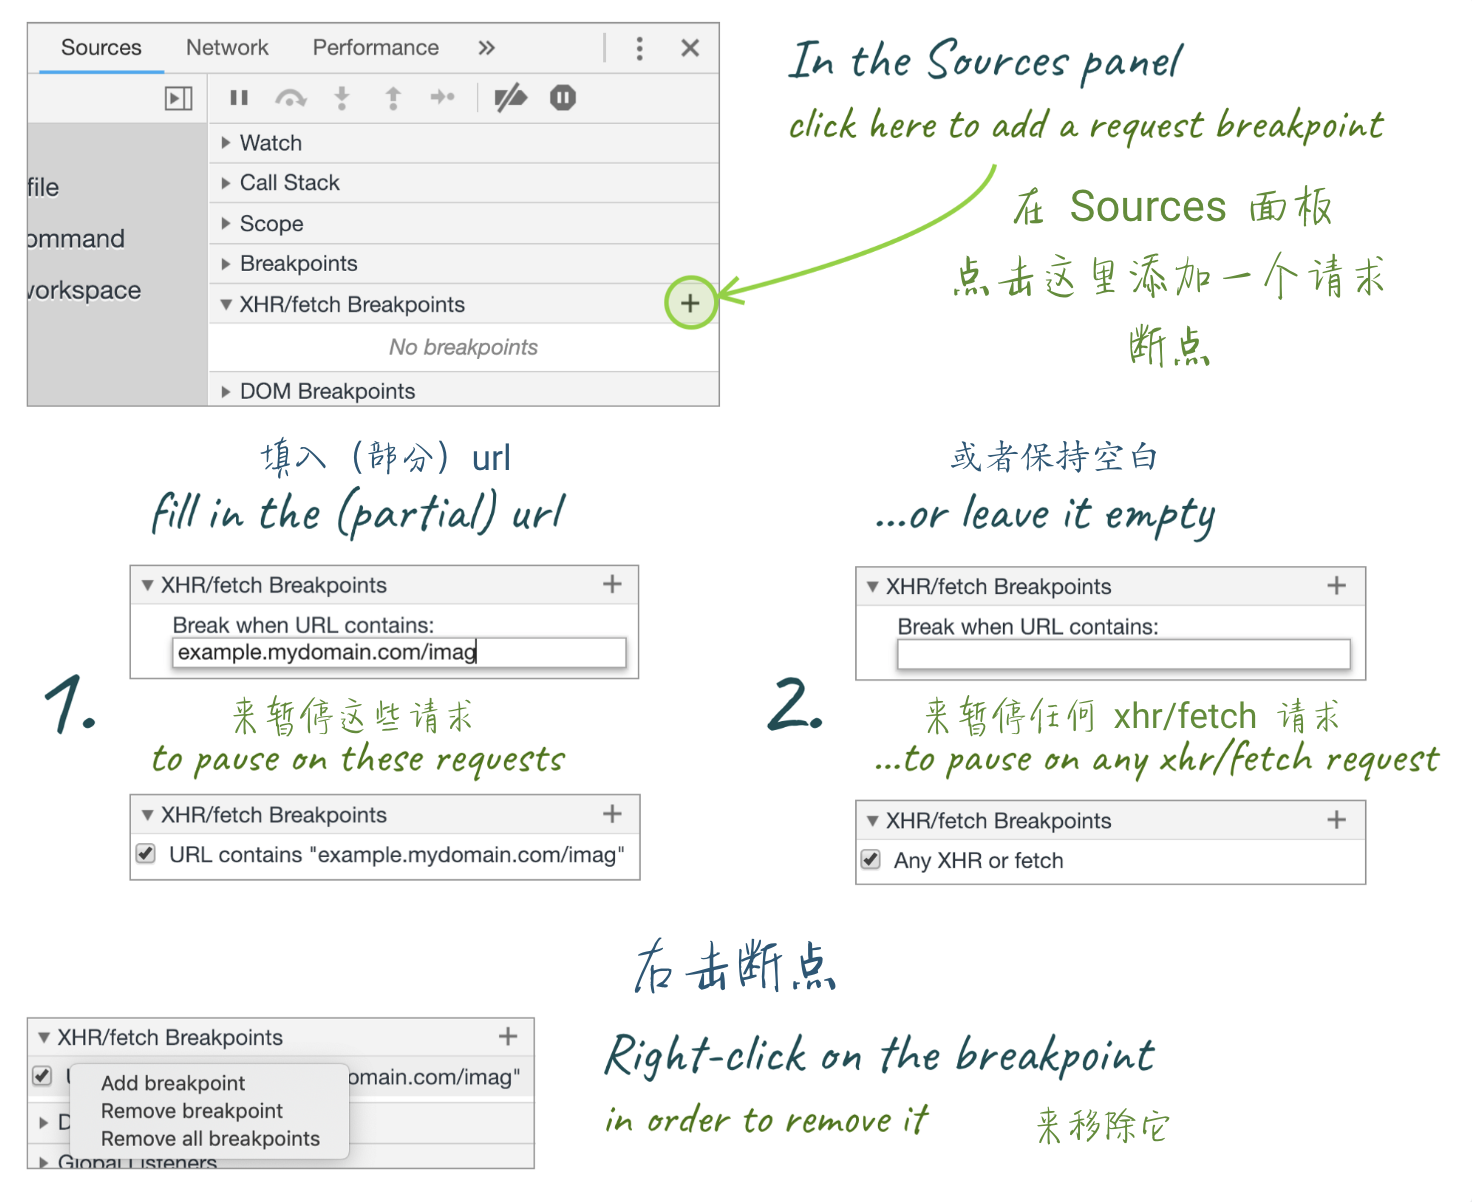 Sources Network Performance »
Watch
Call Stack
file
Scope
ommand
Breakpoints
orkspace
XHR/fetch Breakpoints +
No breakpoints
DOM Breakpoints
In the Sources panel
click here to add a request breakpoint
在 Sources 面板
点击这里添加一个请求
断点
填入（部分）url
fill in the (partial) url
XHR/fetch Breakpoints +
Break when URL contains:
example.mydomain.com/imag
1.
来暂停这些请求
to pause on these requests
XHR/fetch Breakpoints +
URL contains "example.mydomain.com/imag"
或者保持空白
...or leave it empty
XHR/fetch Breakpoints +
Break when URL contains:
2.
来暂停任何 xhr/fetch 请求
...to pause on any xhr/fetch request
XHR/fetch Breakpoints +
Any XHR or fetch
右击断点
Right-click on the breakpoint
in order to remove it
来移除它
XHR/fetch Breakpoints +
omain.com/imag"
Add breakpoint
Remove breakpoint
Remove all breakpoints
D
Global Listeners